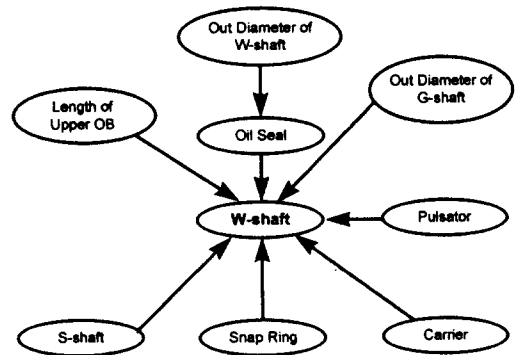 Out Diameter of
W-shaft
Out Diameter of
G-shaft
Length of
Upper OB
Oil Seal
W-shaft
Pulsator
S-shaft
Snap Ring
Carrier